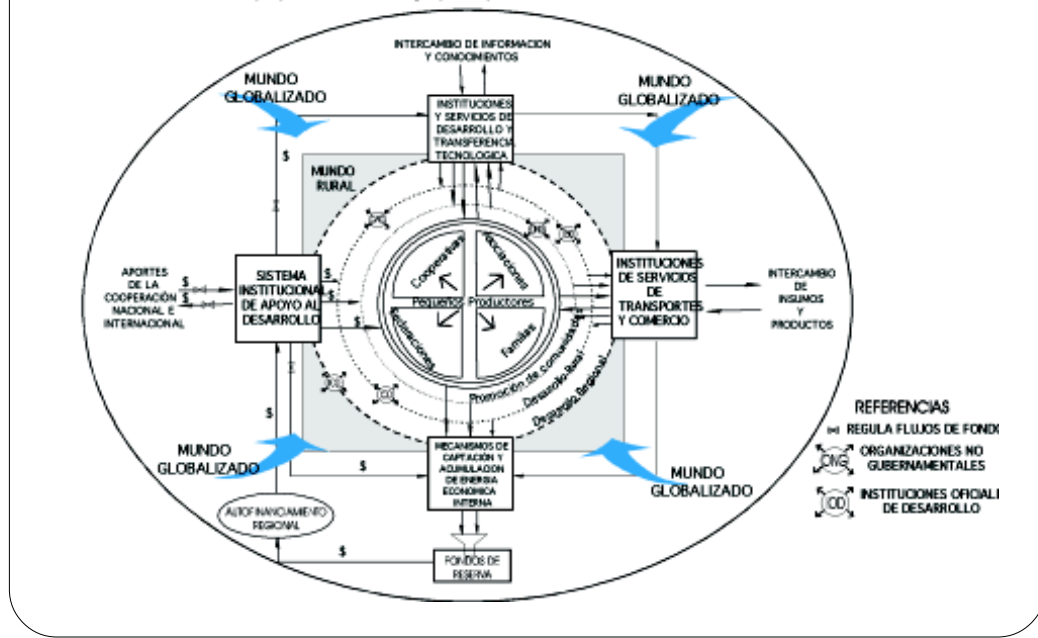 INTERCAMBIO DE INFORMACION
Y CONOCIMIENTOS
MUNDO
GLOBALIZADO
MUNDO
GLOBALIZADO
INSTITUCIONES
Y SERVICIOS DE
DESARROLLO Y
TRANSFERENCIA
TECNOLOGICA
$
MUNDO
RURAL
ONG
Cooperativas
Asociaciones
Pequeños Productores
Familias
Promoción de comunidades
Desarrollo Rural
Desarrollo Regional
APORTES
DE LA
COOPERACIÓN
NACIONAL E
INTERNACIONAL
$
$
SISTEMA
INSTITUCIONAL
DE APOYO AL
DESARROLLO
$
$
$
INSTITUCIONES
DE SERVICIOS
DE
TRANSPORTES
Y COMERCIO
INTERCAMBIO
DE
INSUMOS
Y
PRODUCTOS
$
MUNDO
GLOBALIZADO
$
MECANISMOS DE
CAPTACIÓN Y
ACUMULACION
DE ENERGIA
ECONOMICA
INTERNA
MUNDO
GLOBALIZADO
AUTOFINANCIAMIENTO
REGIONAL
$
FONDOS DE
RESERVA
REFERENCIAS
REGULA FLUJOS DE FONDO
ONG
ORGANIZACIONES NO
GUBERNAMENTALES
IOD
INSTITUCIONES OFICIALI
DE DESARROLLO